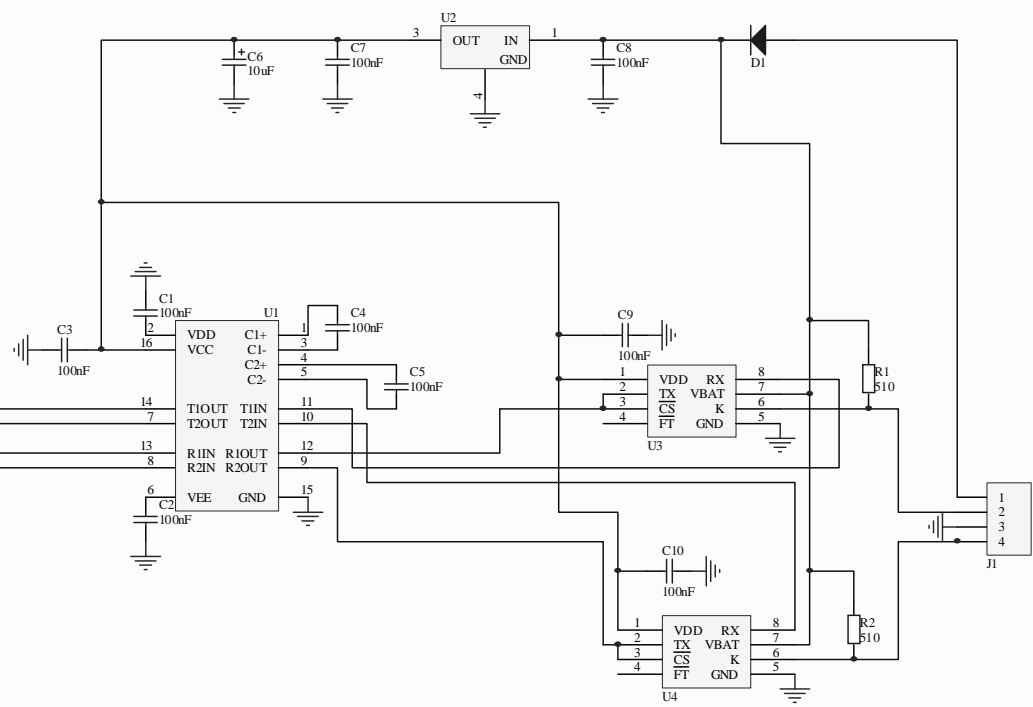 U2
3 OUT IN 1
GND
4
C6
+
10uF
C7
100nF
C8
100nF
D1
C1
100nF
C3
100nF
U1
2 VDD C1+ 1
16 VCC C1- 3
C2+ 4
C2- 5
14 T1OUT T1IN 11
7 T2OUT T2IN 10
13 R1IN R1OUT 12
8 R2IN R2OUT 9
6 VEE GND 15
C2
100nF
C4
100nF
C5
100nF
C9
100nF
1 VDD RX 8
2 TX VBAT 7
3 CS K 6
4 FT GND 5
U3
R1
510
1
2
3
4
J1
C10
100nF
1 VDD RX 8
2 TX VBAT 7
3 CS K 6
4 FT GND 5
U4
R2
510